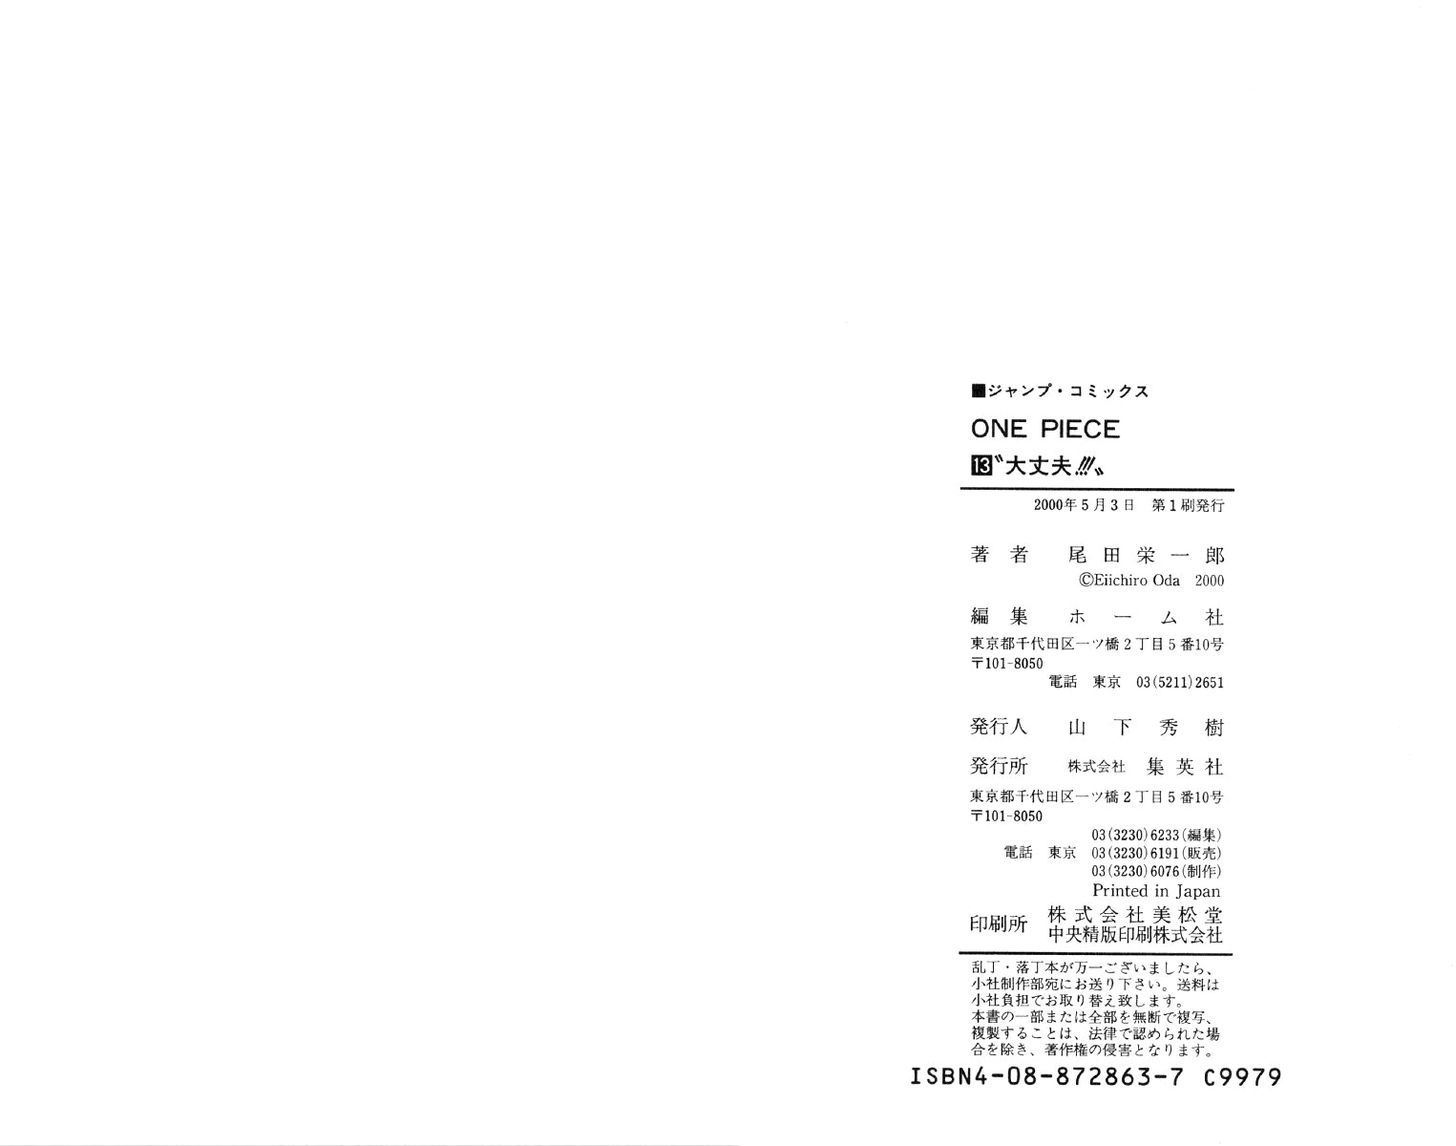 ■ジャンプ・コミックス
ONE PIECE
13〝大丈夫!!!〟
2000年5月3日　第1刷発行
著者　尾田栄一郎
©Eiichiro Oda　2000
編集　ホーム社
東京都千代田区一ツ橋2丁目5番10号
〒101-8050
電話　東京　03(5211)2651
発行人　山下秀樹
発行所　株式会社　集英社
東京都千代田区一ツ橋2丁目5番10号
〒101-8050
03(3230)6233(編集)
電話　東京　03(3230)6191(販売)
03(3230)6076(制作)
Printed in Japan
印刷所　株式会社美松堂
中央精版印刷株式会社
乱丁・落丁本が万一ございましたら、
小社制作部宛にお送り下さい。送料は
小社負担でお取り替え致します。
本書の一部または全部を無断で複写、
複製することは、法律で認められた場
合を除き、著作権の侵害となります。
ISBN4-08-872863-7 C9979